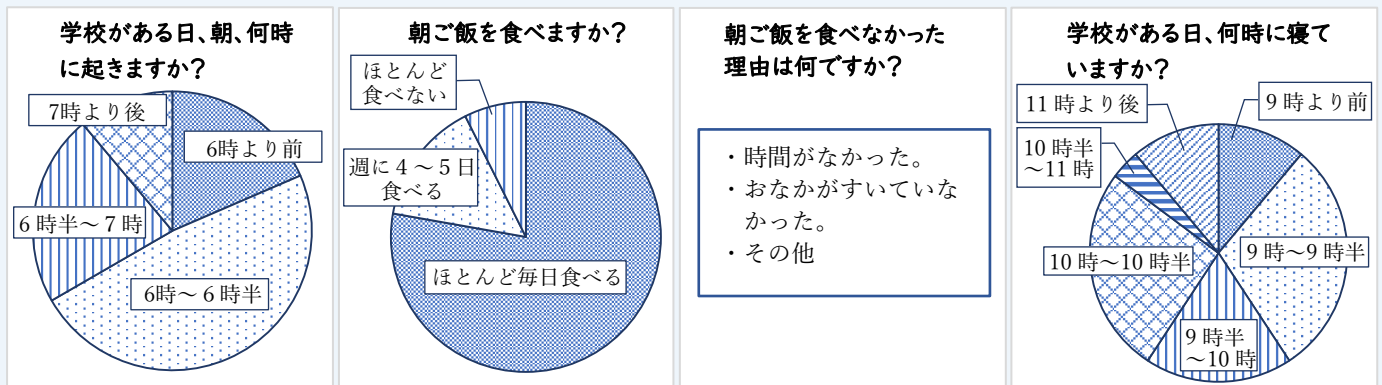 学校がある日、朝、何時
に起きますか?
7時より後
6時より前
6時半～7時
6時～6時半
朝ご飯を食べますか?
ほとんど
食べない
週に4～5日
食べる
ほとんど毎日食べる
朝ご飯を食べなかった
理由は何ですか?
・時間がなかった。
・おなかがすいていな
かった。
・その他
学校がある日、何時に寝て
いますか?
11時より後
9時より前
10時半
～11時
10時～10時半
9時～9時半
9時半
～10時